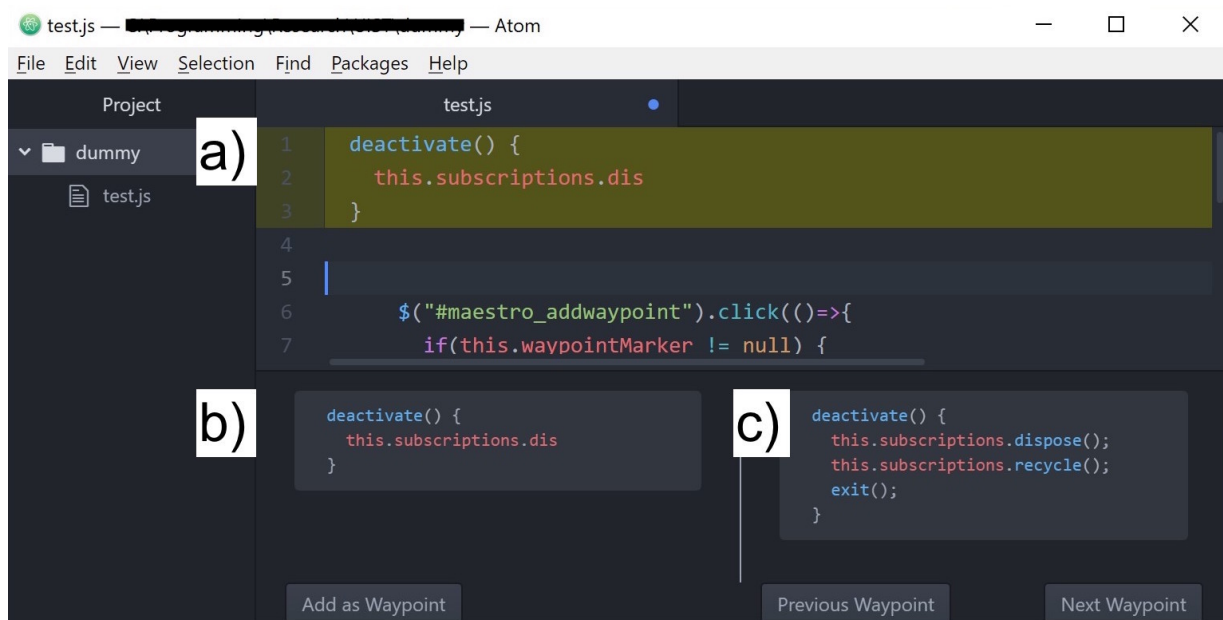 test.js — — Atom
File Edit View Selection Find Packages Help
Project
test.js
dummy
test.js
a)
1 deactivate() {
2 this.subscriptions.dis
3 }
4
5
6 $("#maestro_addwaypoint").click(()=>{
7 if(this.waypointMarker != null) {
b)
deactivate() {
this.subscriptions.dis
}
c)
deactivate() {
this.subscriptions.dispose();
this.subscriptions.recycle();
exit();
}
Add as Waypoint
Previous Waypoint
Next Waypoint